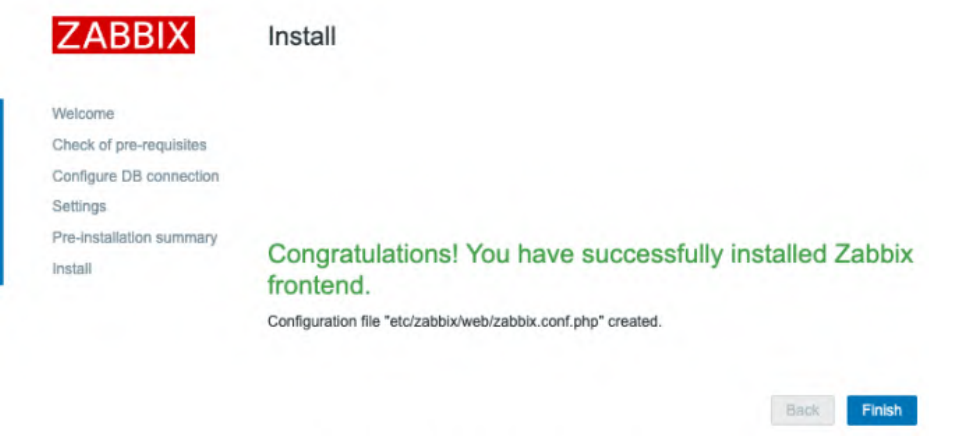 ZABBIX
Install
Welcome
Check of pre-requisites
Configure DB connection
Settings
Pre-installation summary
Install
Congratulations! You have successfully installed Zabbix
frontend.
Configuration file "etc/zabbix/web/zabbix.conf.php" created.
Back
Finish